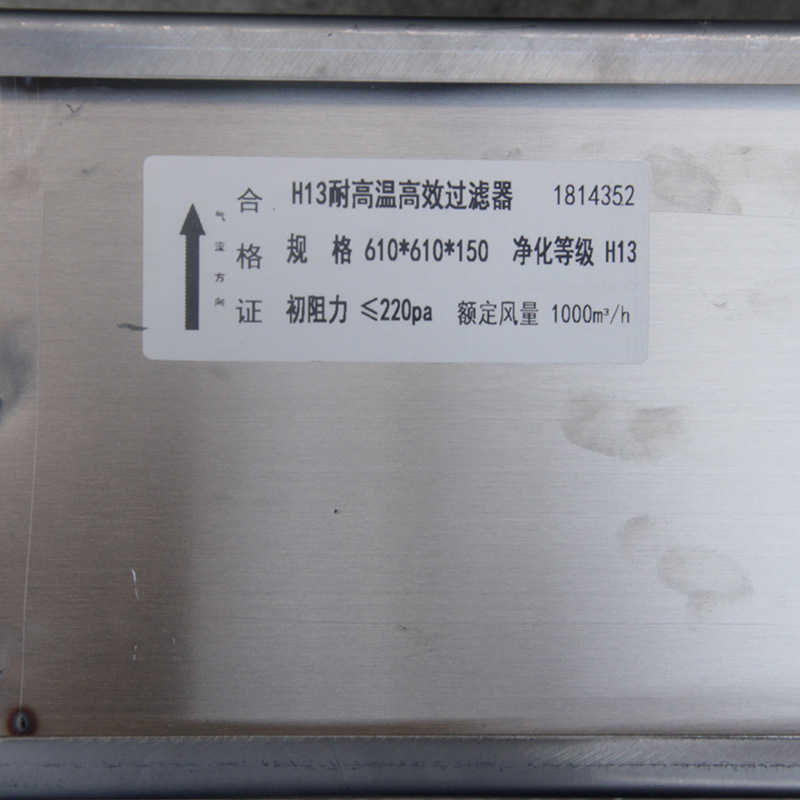 合格证
气流方向
H13耐高温高效过滤器 1814352
规 格 610*610*150 净化等级 H13
初阻力 ≤220pa 额定风量 1000m³/h